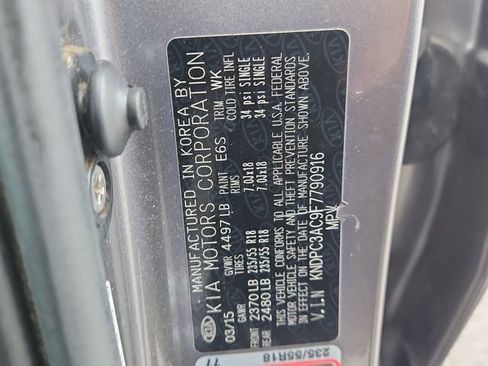 MANUFACTURED IN KOREA BY
KIA KIA MOTORS CORPORATION
03/15 GVWR 4497LB PAINT E6S TRIM WK
GAWR TIRES RIMS COLD TIRE INFL
FRONT 2370LB 235/55 R18 7.0JX18 34 psi SINGLE
REAR 2480LB 235/55 R18 7.0JX18 34 psi SINGLE
THIS VEHICLE CONFORMS TO ALL APPLICABLE U.S.A. FEDERAL
MOTOR VEHICLE SAFETY AND THEFT PREVENTION STANDARDS
IN EFFECT ON THE DATE OF MANUFACTURE SHOWN ABOVE.
V.I.N KNDPC3AC9F7790916
MPV
235/55R18